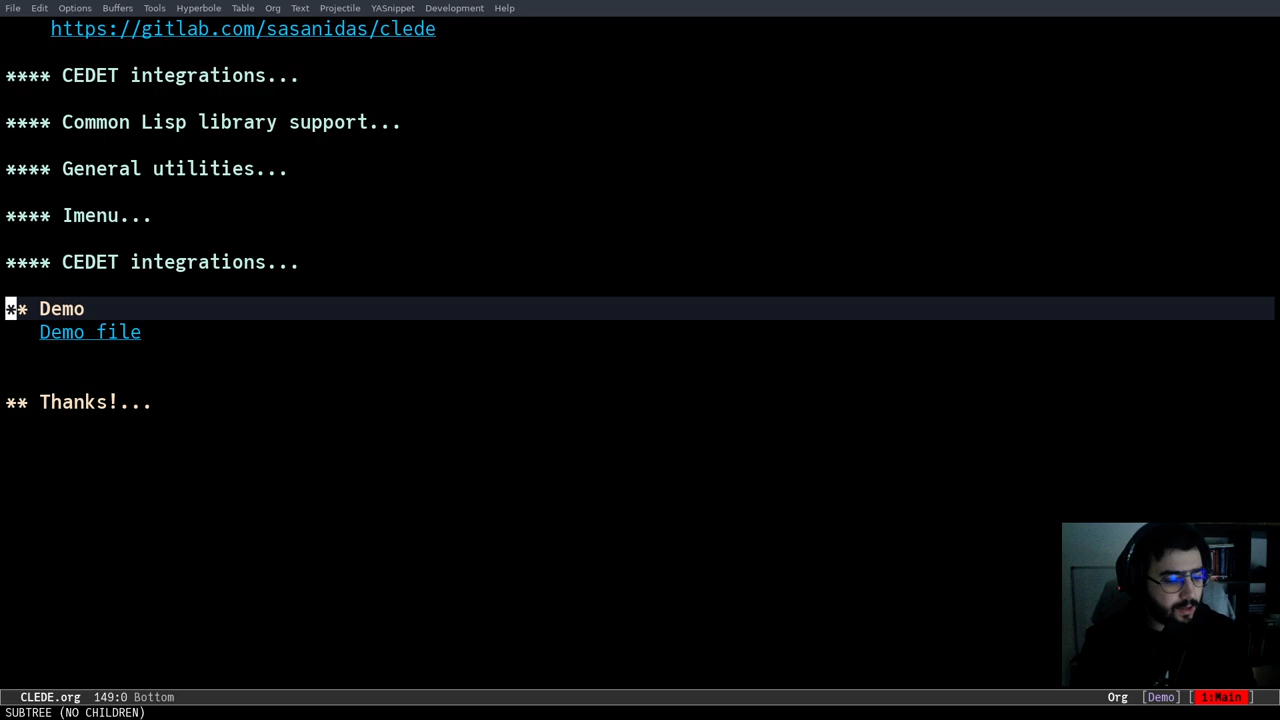 File Edit Options Buffers Tools Hyperbole Table Org Text Projectile YASnippet Development Help
https://gitlab.com/sasanidas/clede
**** CEDET integrations...
**** Common Lisp library support...
**** General utilities...
**** Imenu...
**** CEDET integrations...
** Demo
Demo file
** Thanks!...
CLEDE.org 149:0 Bottom Org [Demo] [ 1:Main ]
SUBTREE (NO CHILDREN)